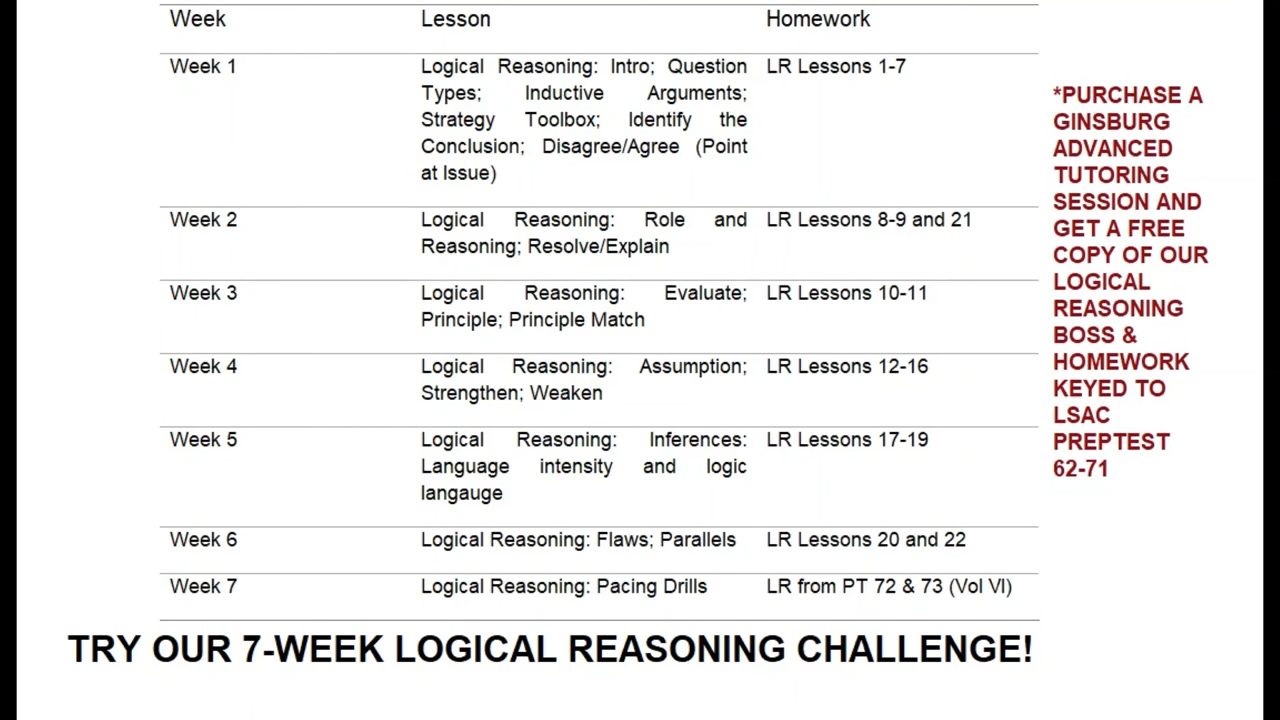 Week Lesson Homework
Week 1 Logical Reasoning: Intro; Question LR Lessons 1-7
Types; Inductive Arguments;
Strategy Toolbox; Identify the
Conclusion; Disagree/Agree (Point
at Issue)
Week 2 Logical Reasoning: Role and LR Lessons 8-9 and 21
Reasoning; Resolve/Explain
Week 3 Logical Reasoning: Evaluate; LR Lessons 10-11
Principle; Principle Match
Week 4 Logical Reasoning: Assumption; LR Lessons 12-16
Strengthen; Weaken
Week 5 Logical Reasoning: Inferences: LR Lessons 17-19
Language intensity and logic
langauge
Week 6 Logical Reasoning: Flaws; Parallels LR Lessons 20 and 22
Week 7 Logical Reasoning: Pacing Drills LR from PT 72 & 73 (Vol VI)
*PURCHASE A
GINSBURG
ADVANCED
TUTORING
SESSION AND
GET A FREE
COPY OF OUR
LOGICAL
REASONING
BOSS &
HOMEWORK
KEYED TO
LSAC
PREPTEST
62-71
TRY OUR 7-WEEK LOGICAL REASONING CHALLENGE!